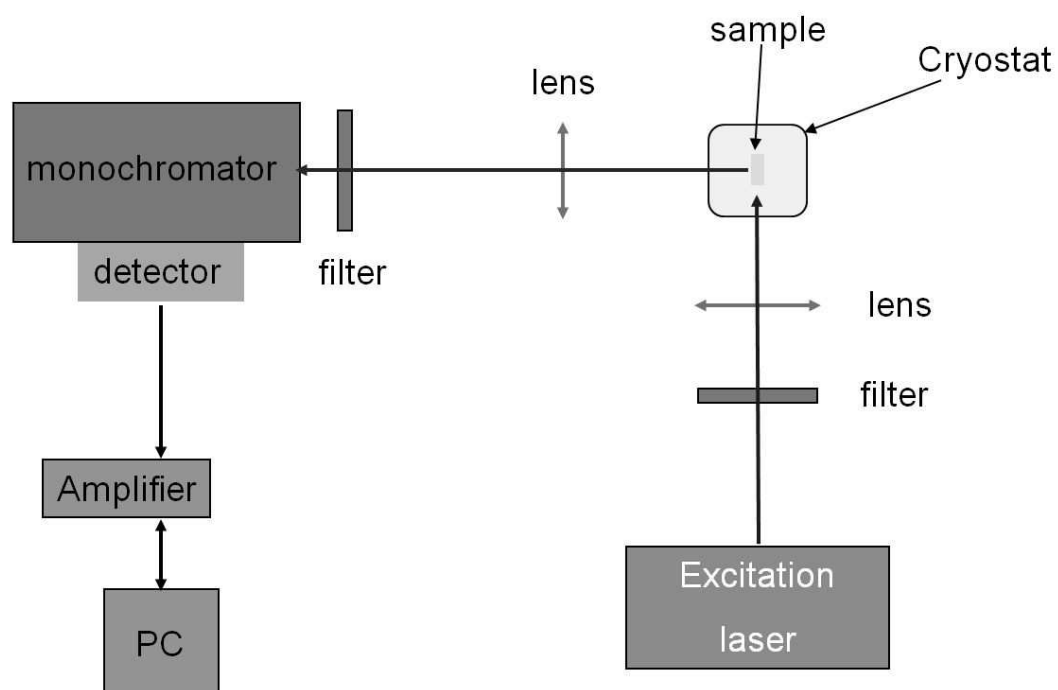 sample
Cryostat
lens
monochromator
detector
filter
lens
filter
Amplifier
Excitation
laser
PC